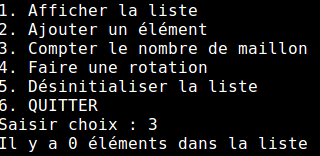 1. Afficher la liste
2. Ajouter un élément
3. Compter le nombre de maillon
4. Faire une rotation
5. Désinitialiser la liste
6. QUITTER
Saisir choix : 3
Il y a 0 éléments dans la liste